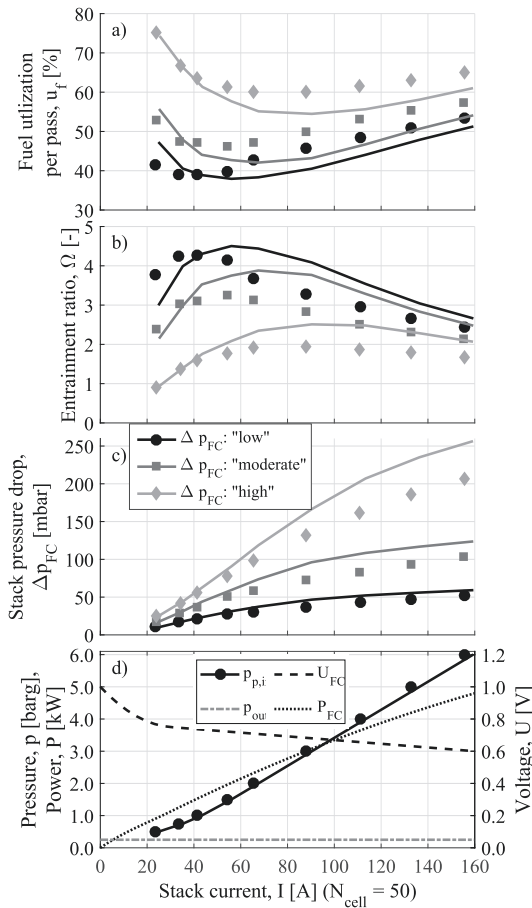 a)
Fuel utlization
per pass, u_f [%]
80
70
60
50
40
30
b)
Entrainment ratio, Ω [-]
5
4
3
2
1
0
Δ p_FC: "low"
Δ p_FC: "moderate"
Δ p_FC: "high"
c)
Stack pressure drop,
Δp_FC [mbar]
250
200
150
100
50
0
d)
Pressure, p [barg]
Power, P [kW]
6.0
5.0
4.0
3.0
2.0
1.0
0.0
p_p,i
U_FC
p_ou
P_FC
1.2
1.0
0.8
0.6
0.4
0.2
0.0
Voltage, U [V]
0 20 40 60 80 100 120 140 160
Stack current, I [A] (N_cell = 50)